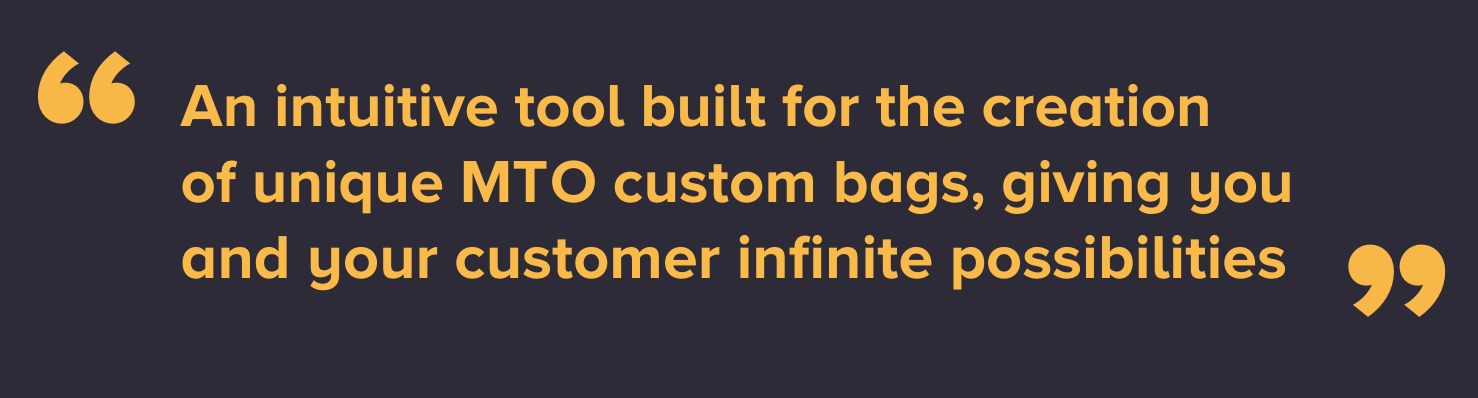 “An intuitive tool built for the creation
of unique MTO custom bags, giving you
and your customer infinite possibilities”